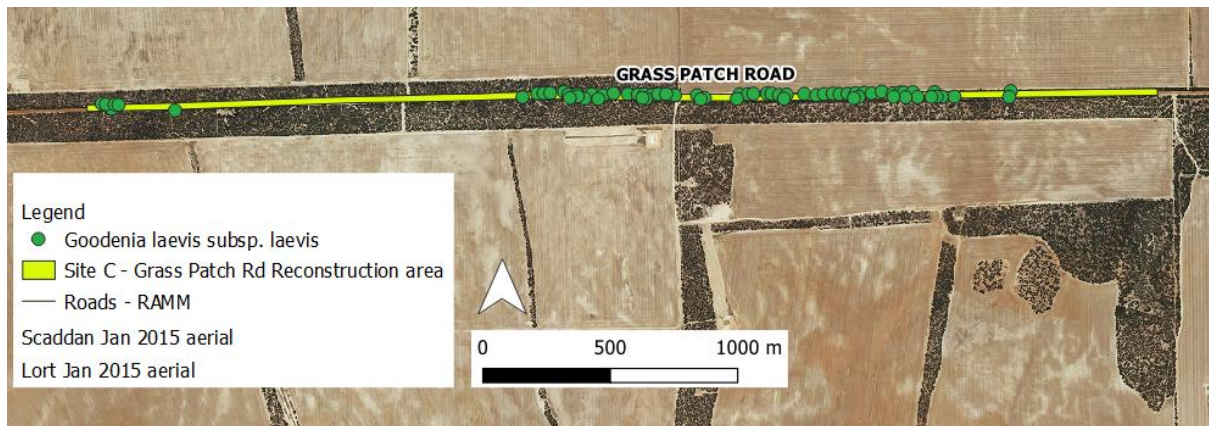 GRASS PATCH ROAD
Legend
Goodenia laevis subsp. laevis
Site C - Grass Patch Rd Reconstruction area
Roads - RAMM
Scaddan Jan 2015 aerial
Lort Jan 2015 aerial
0 500 1000 m